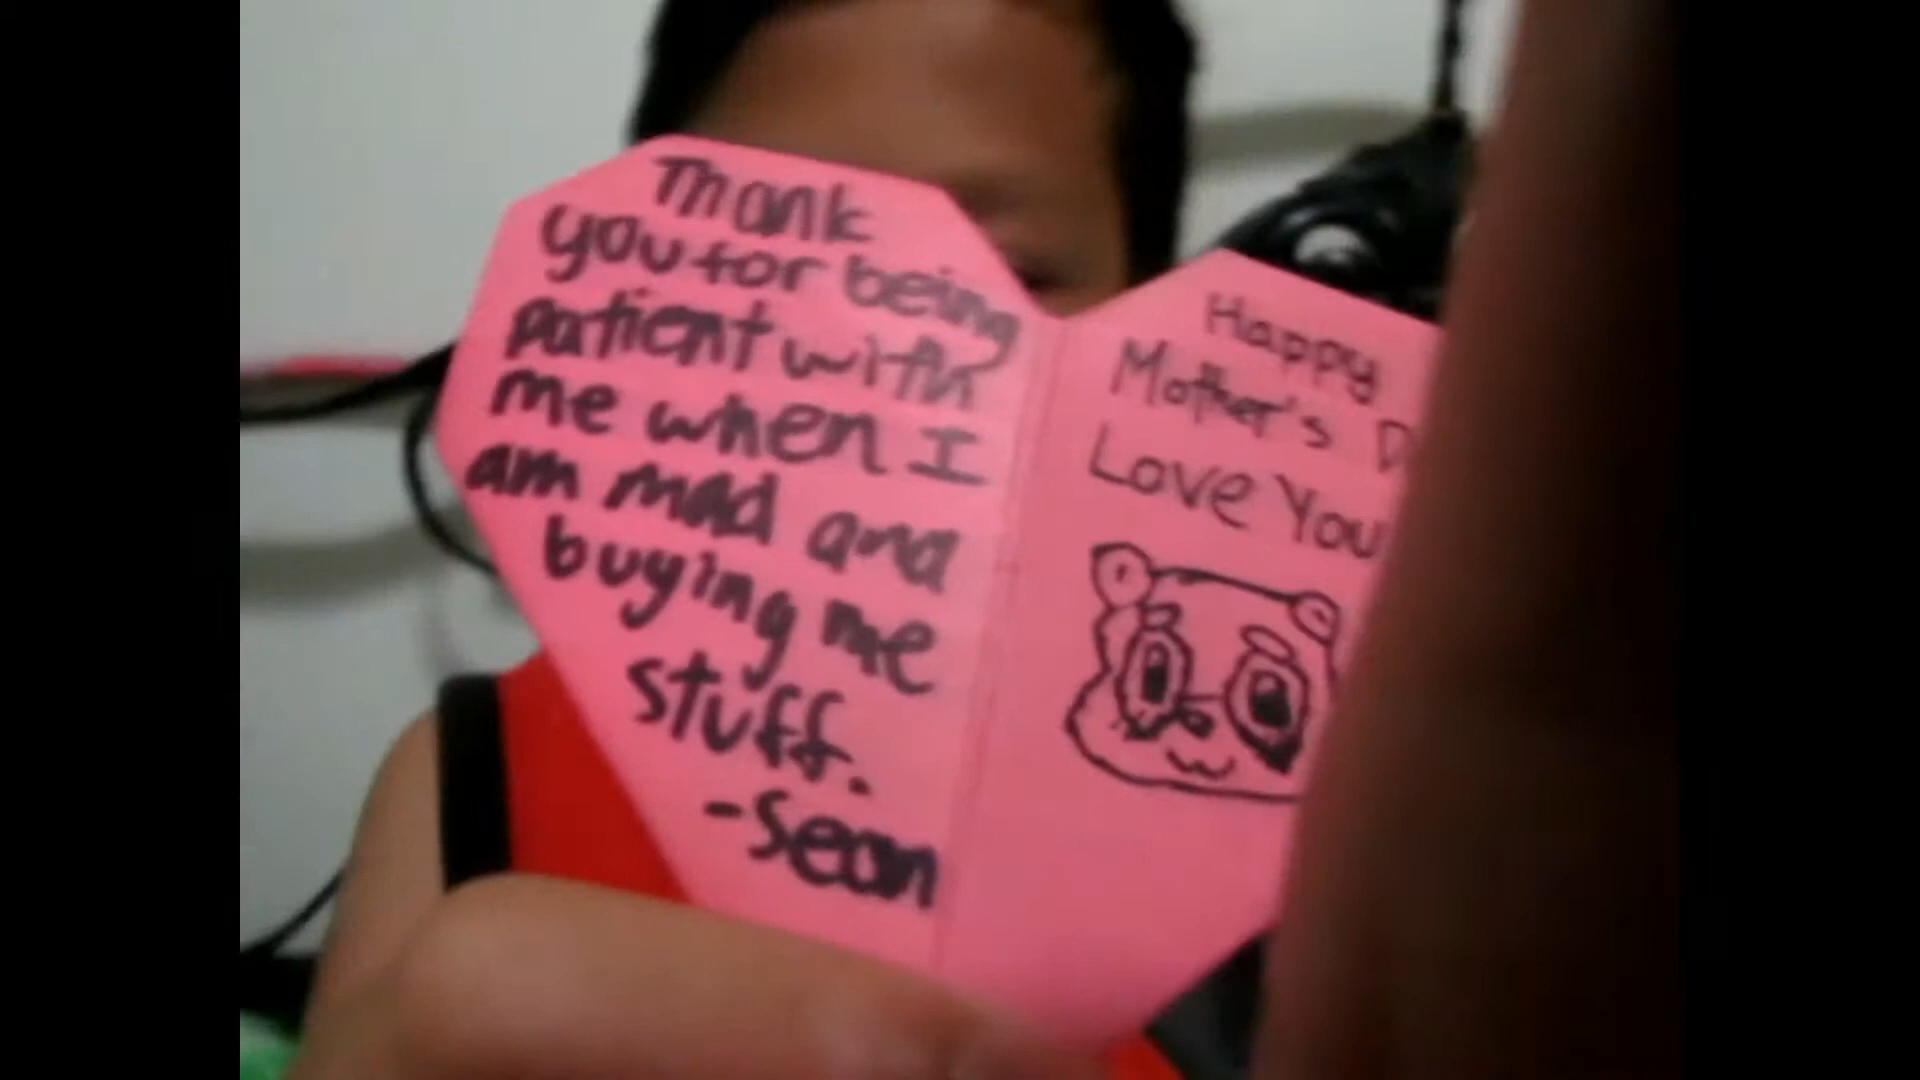 Thank
you for being
patient with
me when I
am mad and
buying me
stuff.
-Sean
Happy
Mother's D
Love You